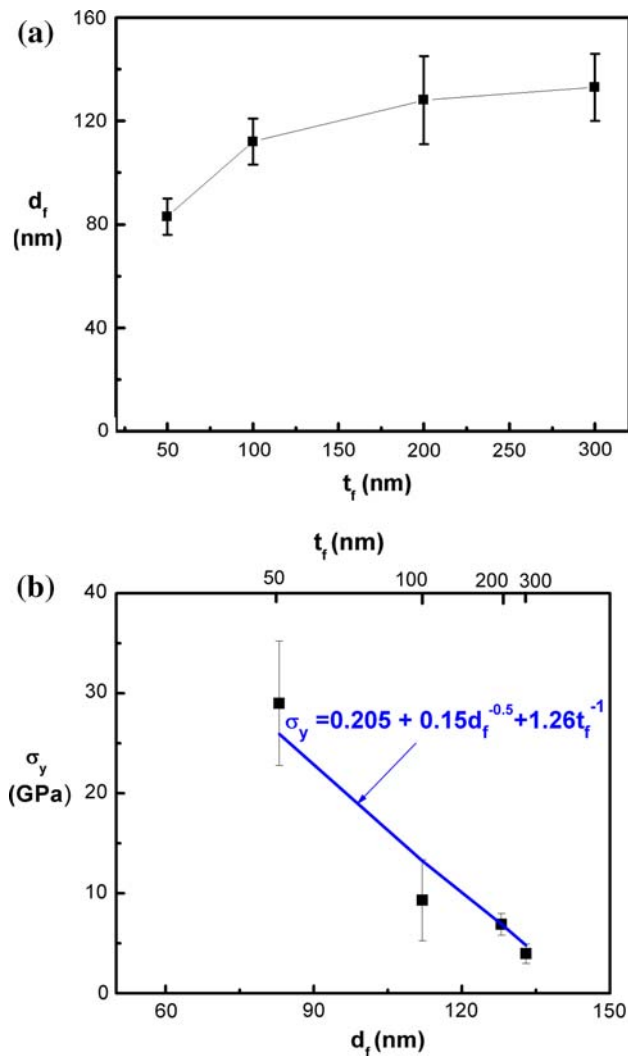 (a)
160
120
80
40
0
d_f
(nm)
50 100 150 200 250 300
t_f (nm)
t_f (nm)
(b)
50 100 200 300
40
30
20
10
0
σ_y
(GPa)
σ_y =0.205 + 0.15d_f^-0.5+1.26t_f^-1
60 90 120 150
d_f (nm)